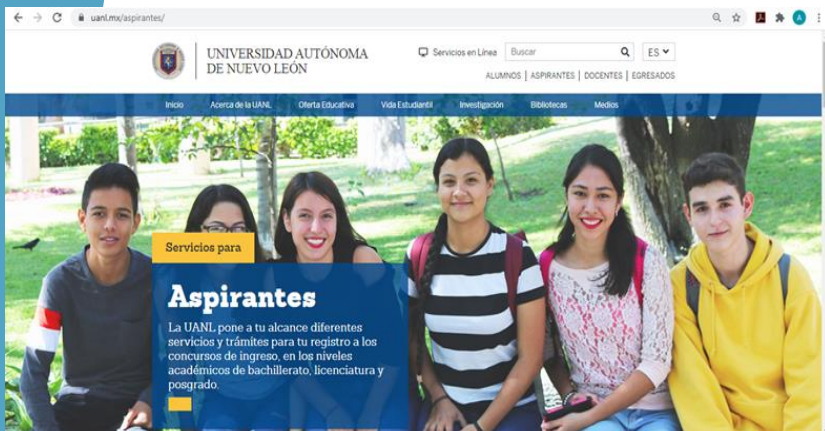 uanl.mx/aspirantes/
UNIVERSIDAD AUTÓNOMA
DE NUEVO LEÓN
Servicios en Línea
Buscar
ES
ALUMNOS | ASPIRANTES | DOCENTES | EGRESADOS
Inicio Acerca de la UANL Oferta Educativa Vida Estudiantil Investigación Bibliotecas Medios
Servicios para
Aspirantes
La UANL pone a tu alcance diferentes
servicios y trámites para tu registro a los
concursos de ingreso, en los niveles
académicos de bachillerato, licenciatura y
posgrado.